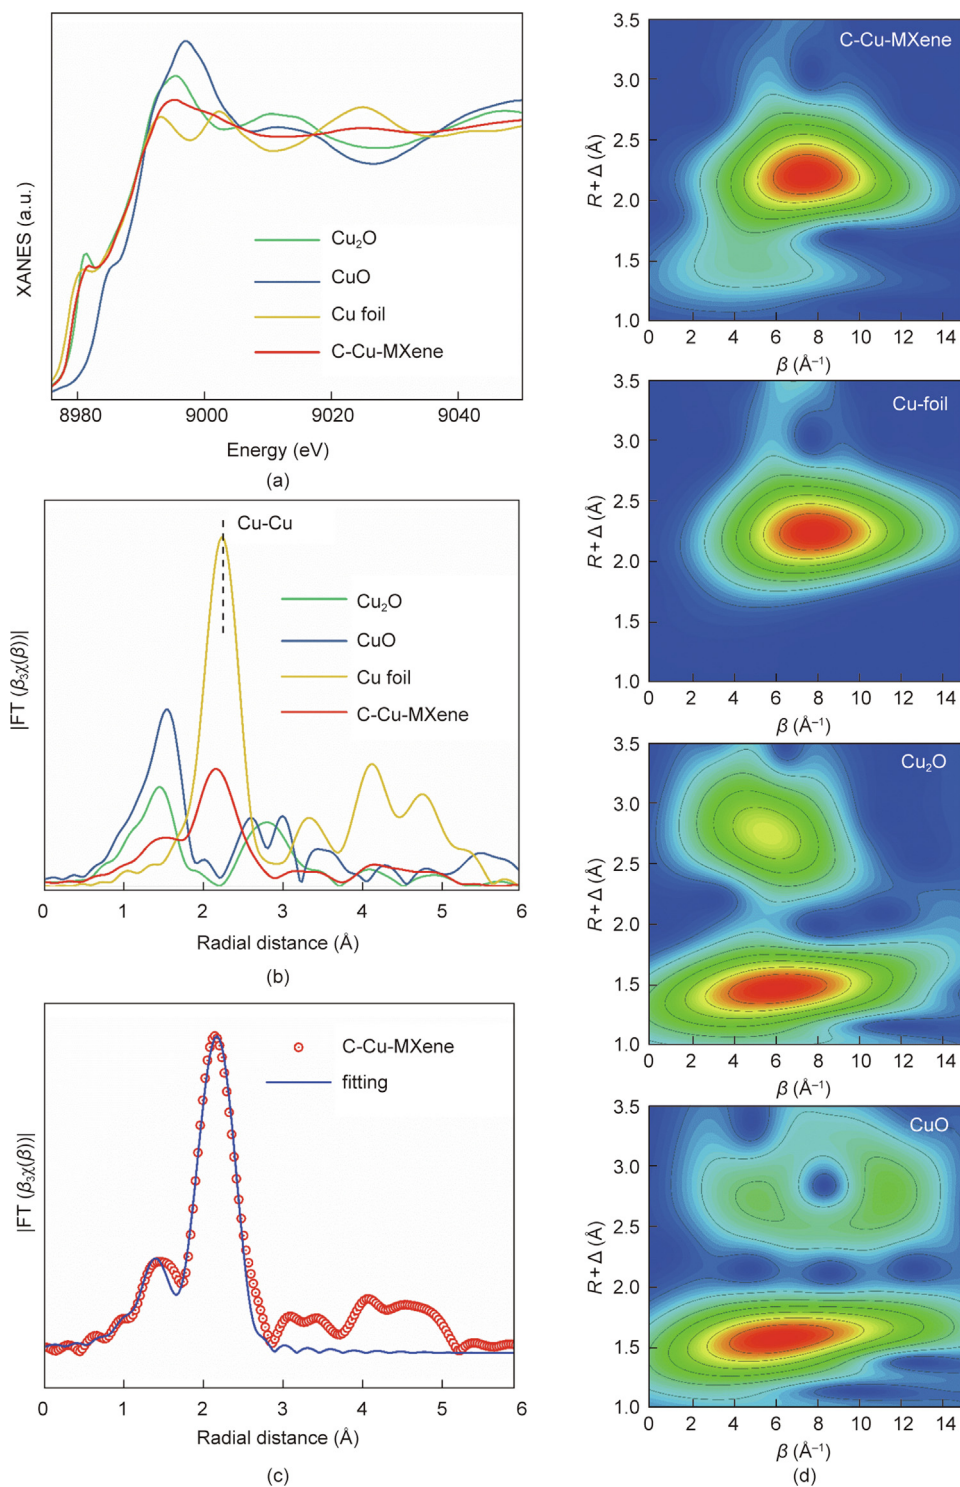 XANES (a.u.)
Cu₂O
CuO
Cu foil
C-Cu-MXene
8980 9000 9020 9040
Energy (eV)
(a)
|FT (β₃χ(β))|
Cu-Cu
Cu₂O
CuO
Cu foil
C-Cu-MXene
0 1 2 3 4 5 6
Radial distance (Å)
(b)
|FT (β₃χ(β))|
C-Cu-MXene
fitting
0 1 2 3 4 5 6
Radial distance (Å)
(c)
3.5
3.0
2.5
2.0
1.5
1.0
R + Δ (Å)
C-Cu-MXene
0 2 4 6 8 10 12 14
β (Å⁻¹)
3.5
3.0
2.5
2.0
1.5
1.0
R + Δ (Å)
Cu-foil
0 2 4 6 8 10 12 14
β (Å⁻¹)
3.5
3.0
2.5
2.0
1.5
1.0
R + Δ (Å)
Cu₂O
0 2 4 6 8 10 12 14
β (Å⁻¹)
3.5
3.0
2.5
2.0
1.5
1.0
R + Δ (Å)
CuO
0 2 4 6 8 10 12 14
β (Å⁻¹)
(d)